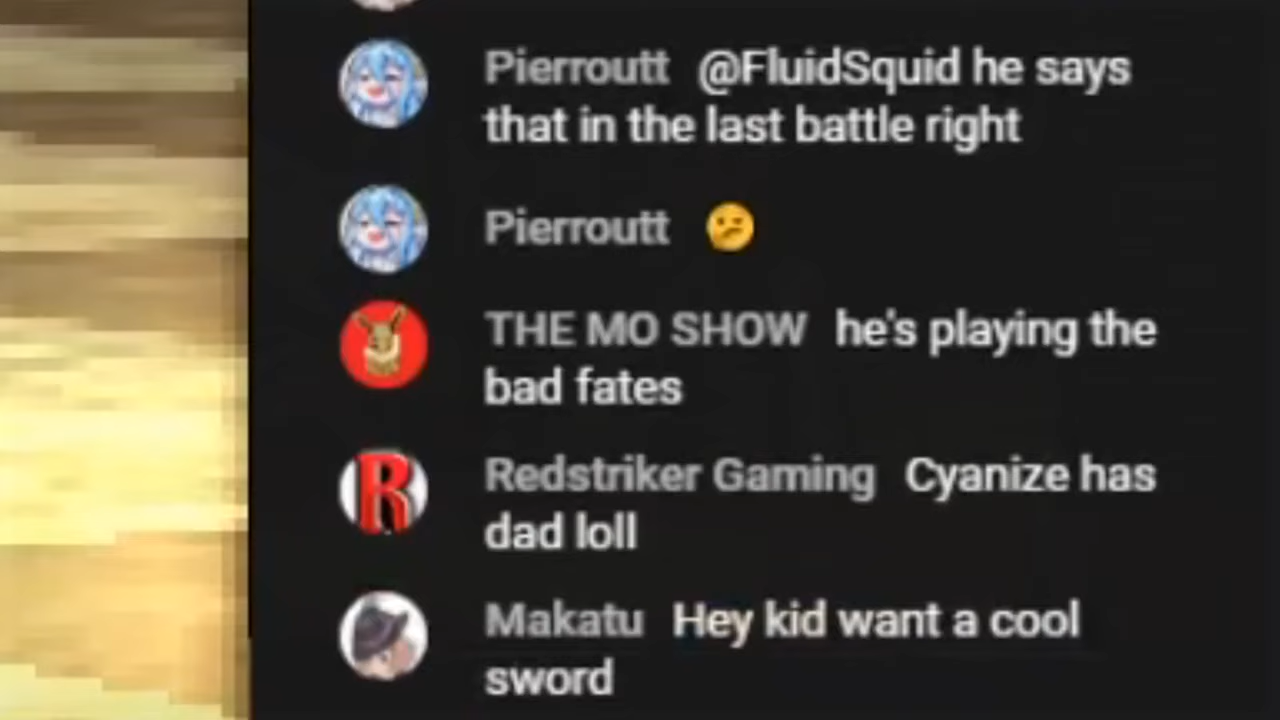 Pierroutt @FluidSquid he says
that in the last battle right
Pierroutt 🫤
THE MO SHOW he's playing the
bad fates
Redstriker Gaming Cyanize has
dad loll
Makatu Hey kid want a cool
sword